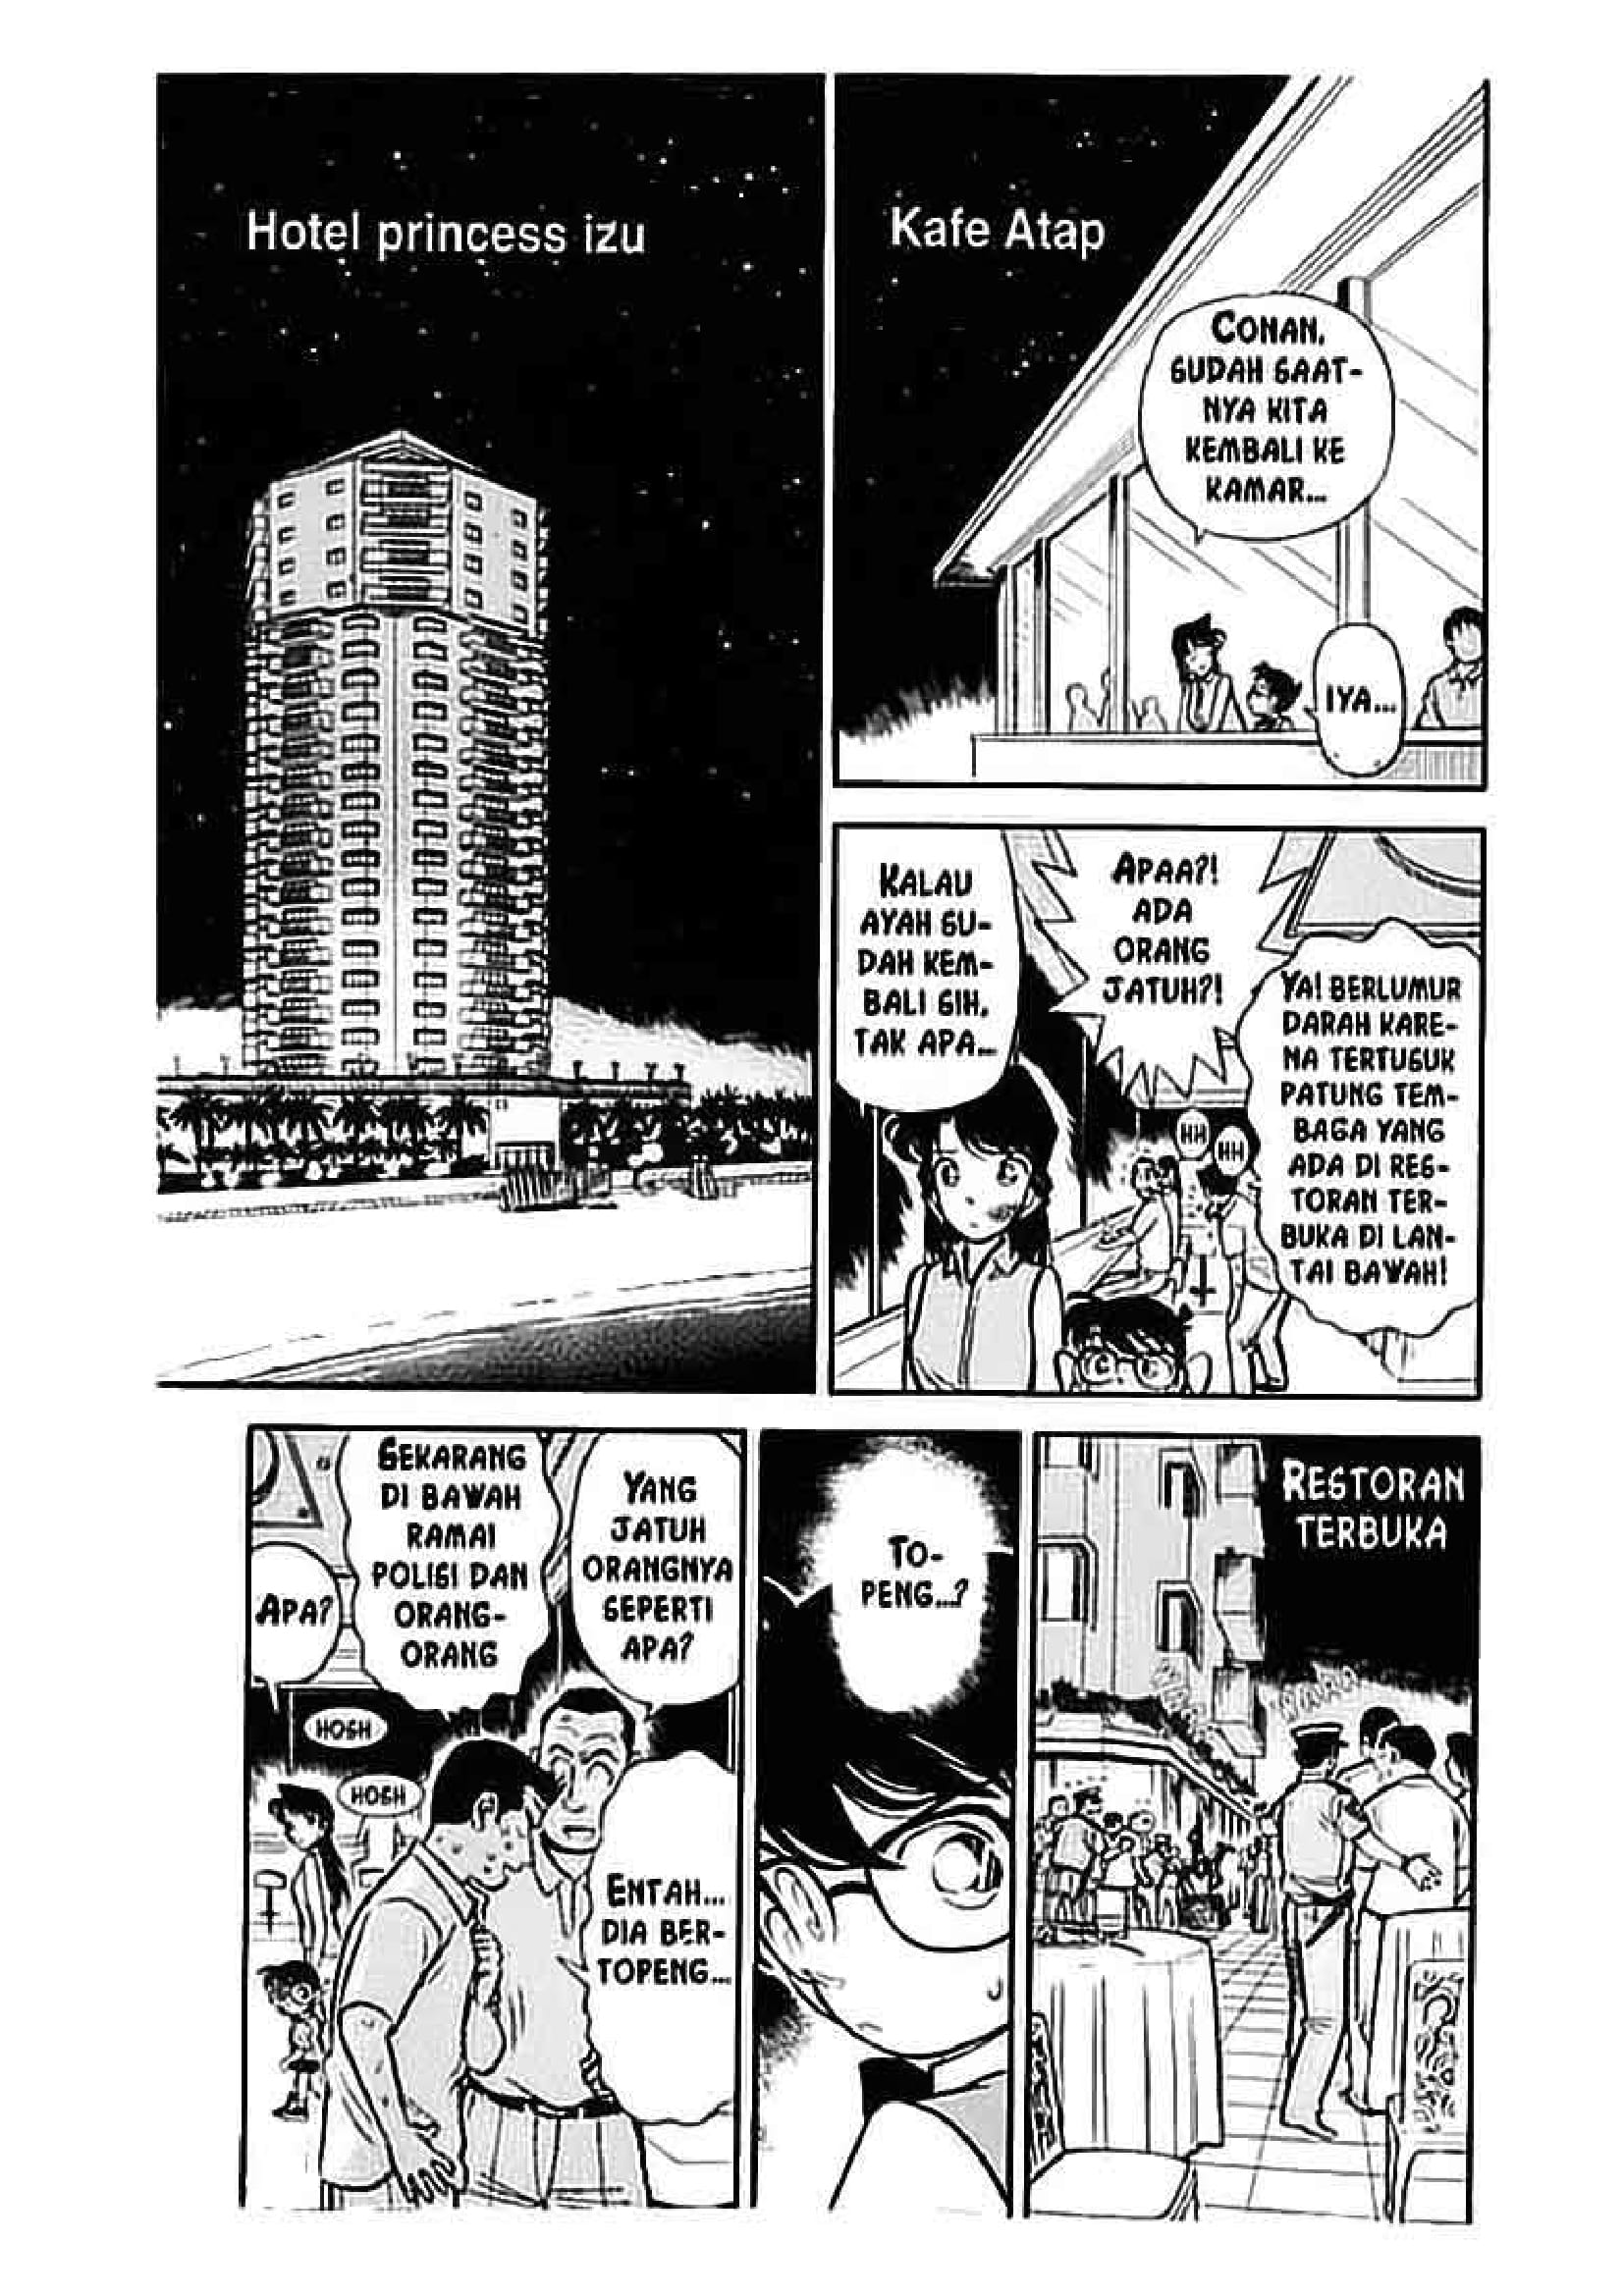 Hotel princess izu
Kafe Atap
CONAN,
SUDAH SAAT-
NYA KITA
KEMBALI KE
KAMAR...
IYA...
KALAU
AYAH SU-
DAH KEM-
BALI SIH,
TAK APA...
APAA?!
ADA
ORANG
JATUH?!
YA! BERLUMUR
DARAH KARE-
NA TERTUSUK
PATUNG TEM-
BAGA YANG
ADA DI RES-
TORAN TER-
BUKA DI LAN-
TAI BAWAH!
HH
HH
APA?
SEKARANG
DI BAWAH
RAMAI
POLISI DAN
ORANG-
ORANG
YANG
JATUH
ORANGNYA
SEPERTI
APA?
HOSH
HOSH
ENTAH...
DIA BER-
TOPENG...
TO-
PENG...?
RESTORAN
TERBUKA